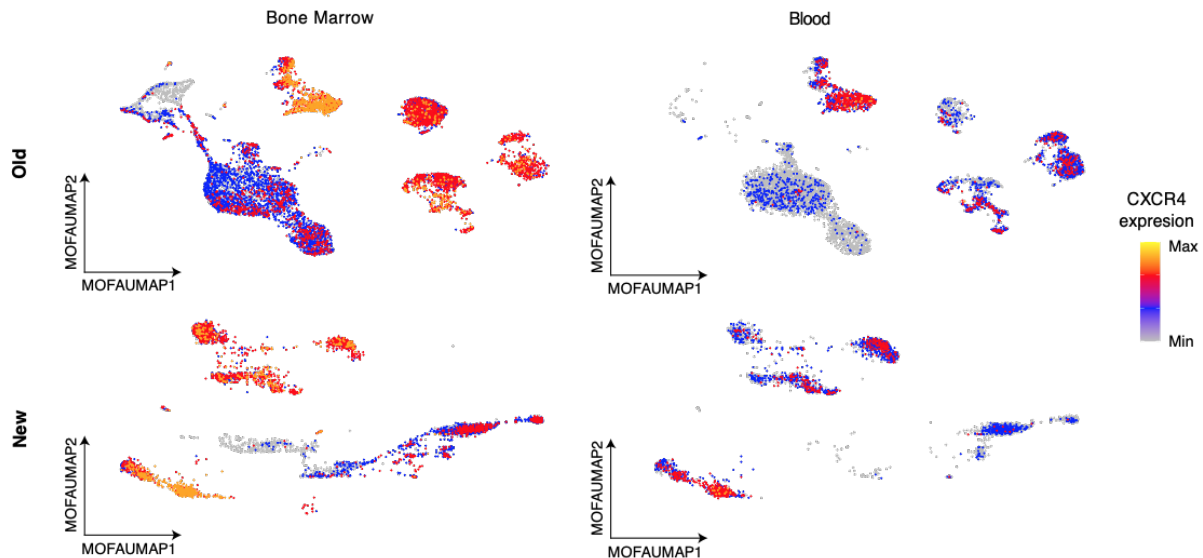 Bone Marrow
Blood
Old
MOFAUMAP2
MOFAUMAP1
MOFAUMAP2
MOFAUMAP1
CXCR4
expresion
Max
Min
New
MOFAUMAP2
MOFAUMAP1
MOFAUMAP2
MOFAUMAP1